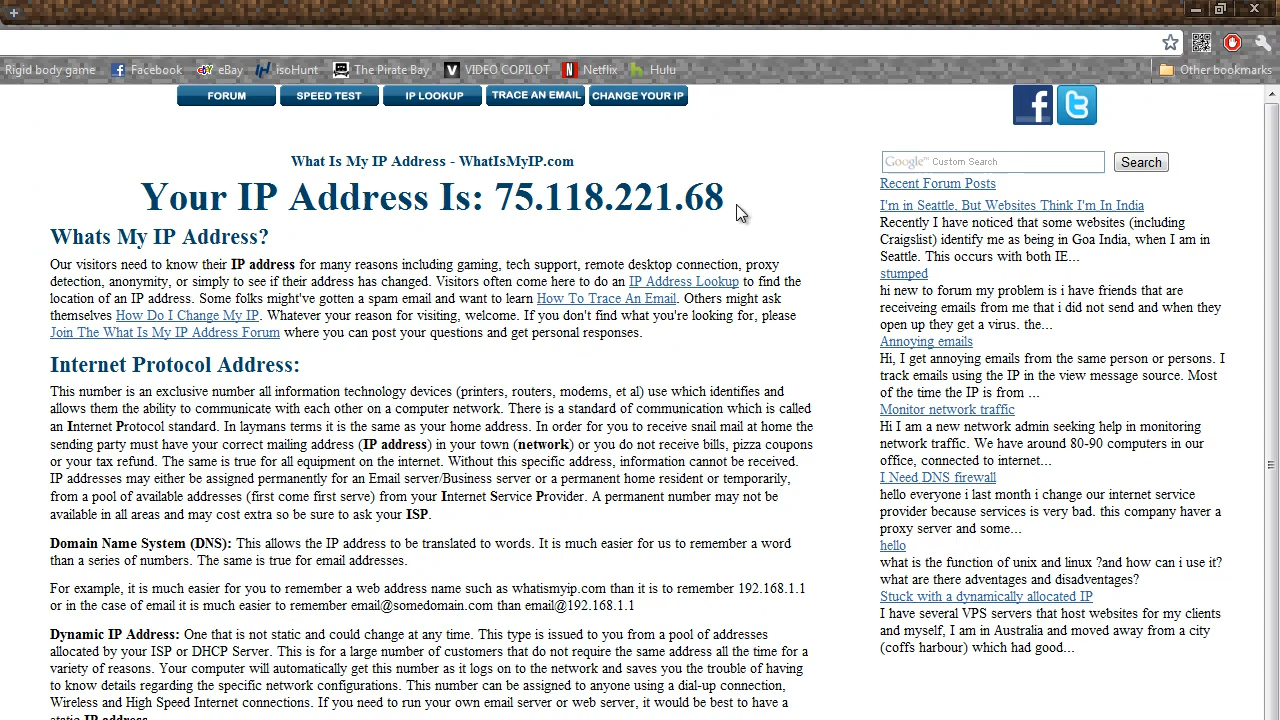 Rigid body game Facebook eBay isoHunt The Pirate Bay VIDEO COPILOT Netflix Hulu Other bookmarks
FORUM SPEED TEST IP LOOKUP TRACE AN EMAIL CHANGE YOUR IP
What Is My IP Address - WhatIsMyIP.com
Your IP Address Is: 75.118.221.68
Whats My IP Address?
Our visitors need to know their IP address for many reasons including gaming, tech support, remote desktop connection, proxy
detection, anonymity, or simply to see if their address has changed. Visitors often come here to do an IP Address Lookup to find the
location of an IP address. Some folks might've gotten a spam email and want to learn How To Trace An Email. Others might ask
themselves How Do I Change My IP. Whatever your reason for visiting, welcome. If you don't find what you're looking for, please
Join The What Is My IP Address Forum where you can post your questions and get personal responses.
Internet Protocol Address:
This number is an exclusive number all information technology devices (printers, routers, modems, et al) use which identifies and
allows them the ability to communicate with each other on a computer network. There is a standard of communication which is called
an Internet Protocol standard. In laymans terms it is the same as your home address. In order for you to receive snail mail at home the
sending party must have your correct mailing address (IP address) in your town (network) or you do not receive bills, pizza coupons
or your tax refund. The same is true for all equipment on the internet. Without this specific address, information cannot be received.
IP addresses may either be assigned permanently for an Email server/Business server or a permanent home resident or temporarily,
from a pool of available addresses (first come first serve) from your Internet Service Provider. A permanent number may not be
available in all areas and may cost extra so be sure to ask your ISP.
Domain Name System (DNS): This allows the IP address to be translated to words. It is much easier for us to remember a word
than a series of numbers. The same is true for email addresses.
For example, it is much easier for you to remember a web address name such as whatismyip.com than it is to remember 192.168.1.1
or in the case of email it is much easier to remember email@somedomain.com than email@192.168.1.1
Dynamic IP Address: One that is not static and could change at any time. This type is issued to you from a pool of addresses
allocated by your ISP or DHCP Server. This is for a large number of customers that do not require the same address all the time for a
variety of reasons. Your computer will automatically get this number as it logs on to the network and saves you the trouble of having
to know details regarding the specific network configurations. This number can be assigned to anyone using a dial-up connection,
Wireless and High Speed Internet connections. If you need to run your own email server or web server, it would be best to have a
static IP address
Google™ Custom Search Search
Recent Forum Posts
I'm in Seattle, But Websites Think I'm In India
Recently I have noticed that some websites (including
Craigslist) identify me as being in Goa India, when I am in
Seattle. This occurs with both IE...
stumped
hi new to forum my problem is i have friends that are
receiving emails from me that i did not send and when they
open up they get a virus. the...
Annoying emails
Hi, I get annoying emails from the same person or persons. I
track emails using the IP in the view message source. Most
of the time the IP is from ...
Monitor network traffic
Hi I am a new network admin seeking help in monitoring
network traffic. We have around 80-90 computers in our
office, connected to internet...
I Need DNS firewall
hello everyone i last month i change our internet service
provider because services is very bad. this company haver a
proxy server and some...
hello
what is the function of unix and linux ?and how can i use it?
what are there adventages and disadventages?
Stuck with a dynamically allocated IP
I have several VPS servers that host websites for my clients
and myself, I am in Australia and moved away from a city
(coffs harbour) which had good...